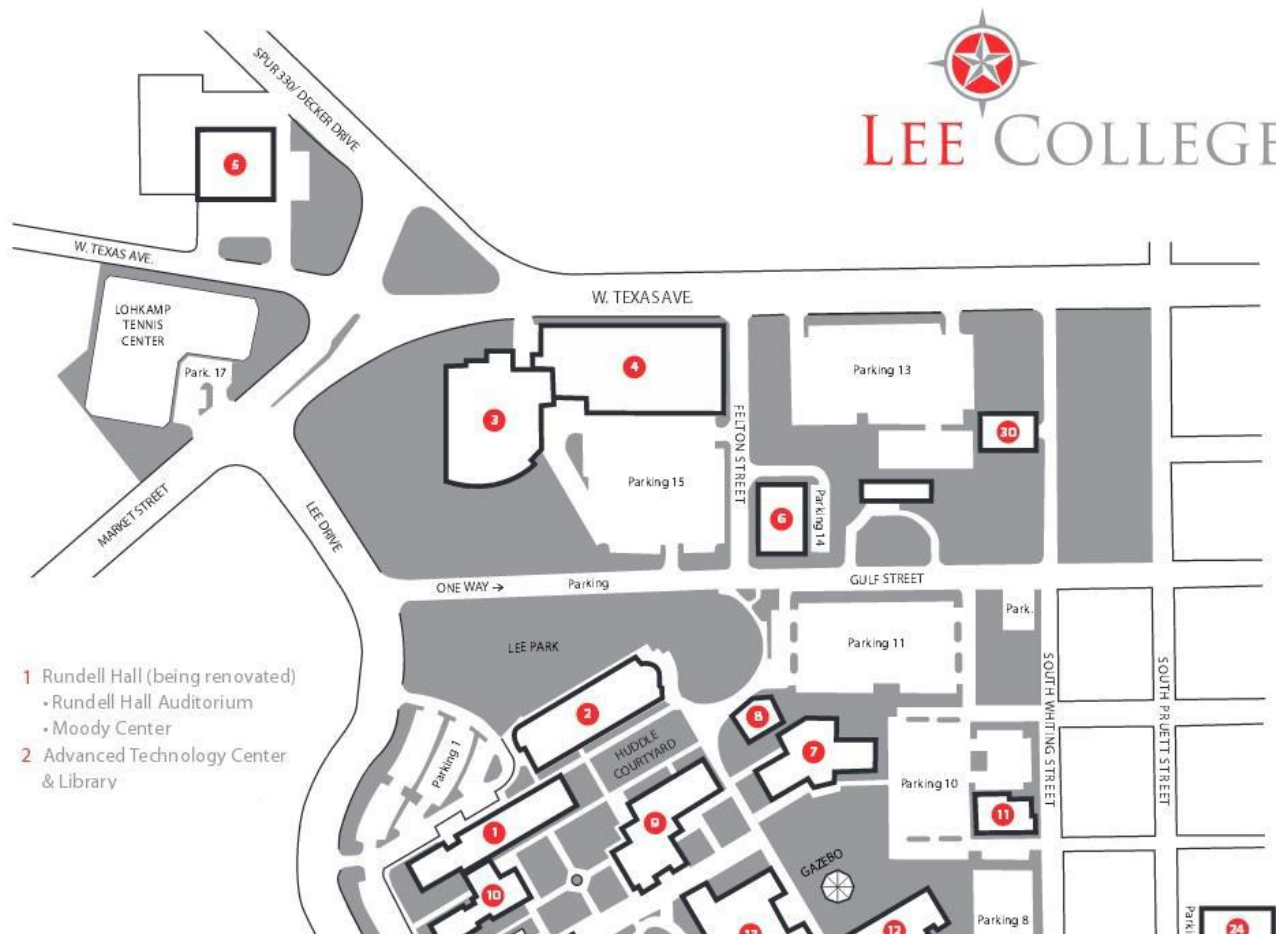 LEE COLLEGE
SPUR 330/ DECKER DRIVE
5
W. TEXAS AVE.
LOHKAMP
TENNIS
CENTER
Park. 17
W. TEXAS AVE.
4
3
Parking 13
30
FELTON STREET
Parking 15
6
Parking 14
MARKET STREET
LEE DRIVE
ONE WAY →
Parking
GULF STREET
Park.
LEE PARK
Parking 11
1 Rundell Hall (being renovated)
• Rundell Hall Auditorium
• Moody Center
2 Advanced Technology Center
& Library
SOUTH WHITING STREET
SOUTH PRUETT STREET
2
8
7
HUDDLE
COURTYARD
Parking 1
Parking 10
11
1
9
GAZEBO
10
Parking 8
13
12
24